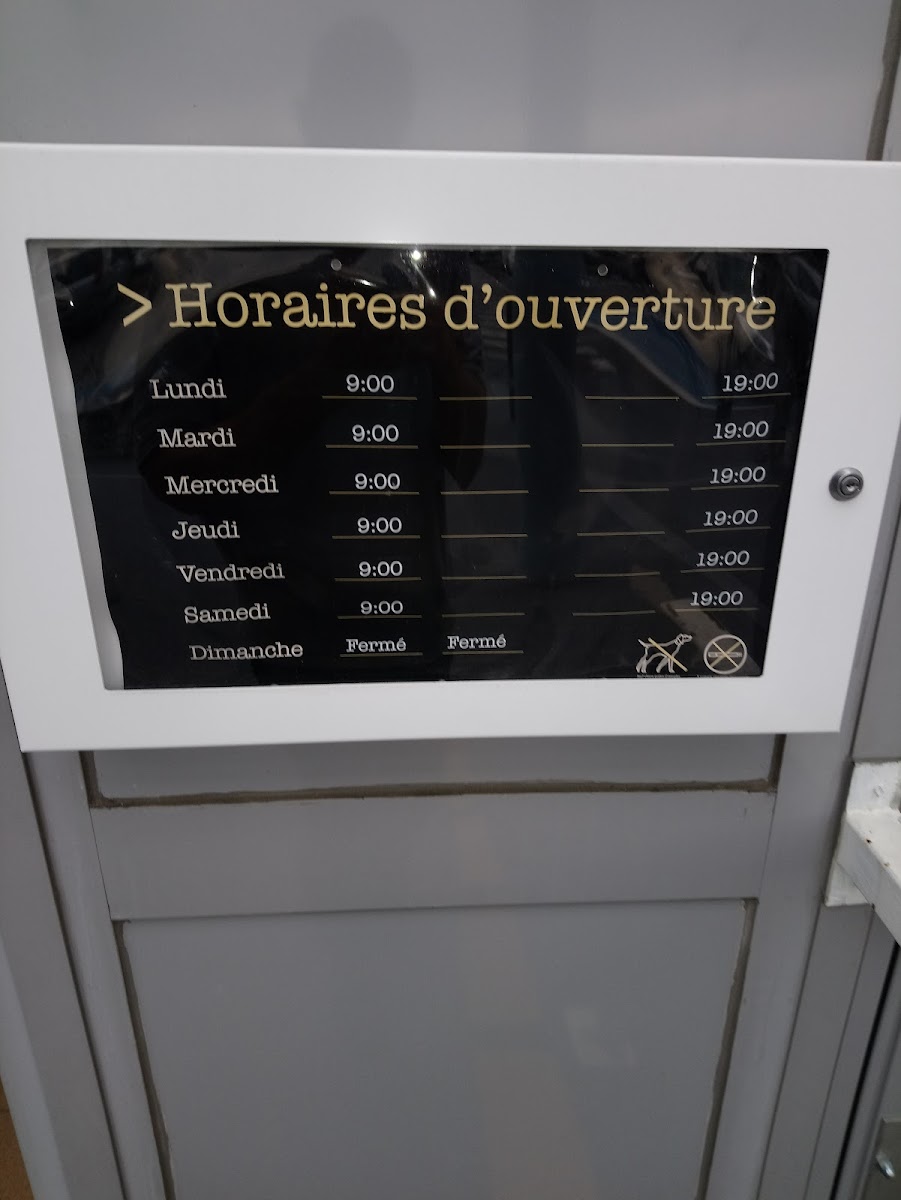 > Horaires d'ouverture
Lundi 9:00 19:00
Mardi 9:00 19:00
Mercredi 9:00 19:00
Jeudi 9:00 19:00
Vendredi 9:00 19:00
Samedi 9:00 19:00
Dimanche Fermé Fermé